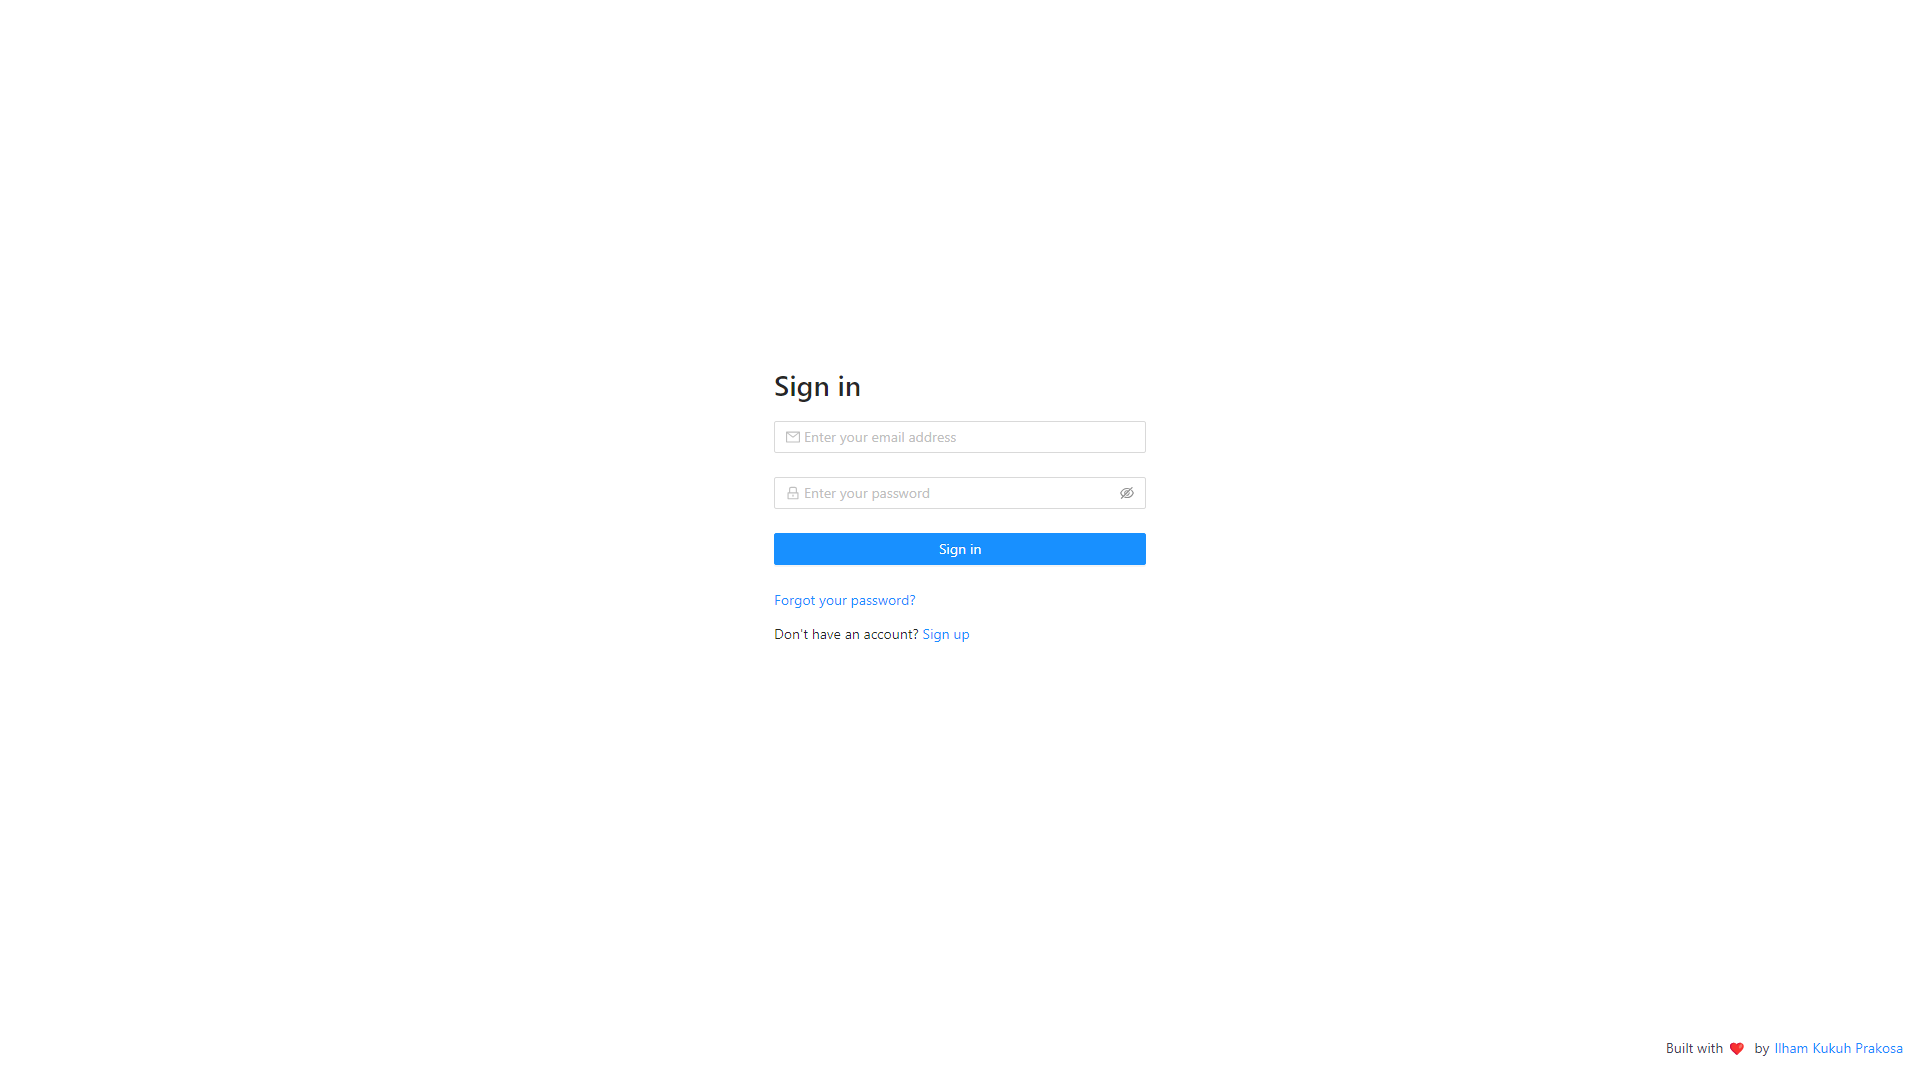 Sign in
Enter your email address
Enter your password
Sign in
Forgot your password?
Don't have an account? Sign up
Built with ❤️ by Ilham Kukuh Prakosa